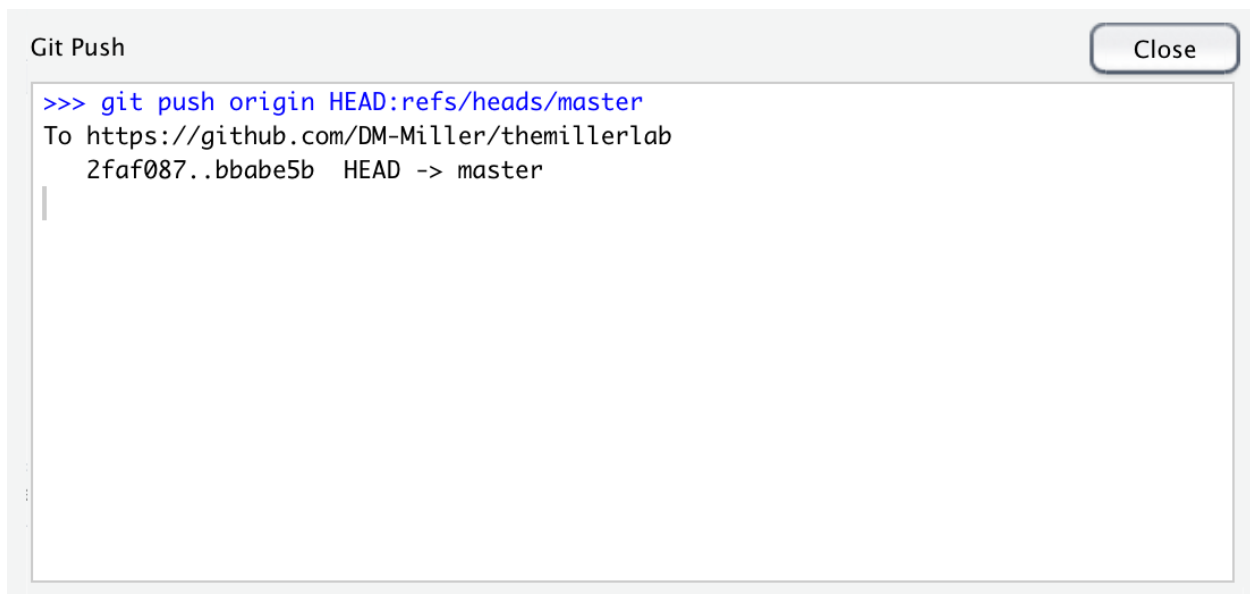 Git Push
Close
>>> git push origin HEAD:refs/heads/master
To https://github.com/DM-Miller/themillerlab
   2faf087..bbabe5b  HEAD -> master